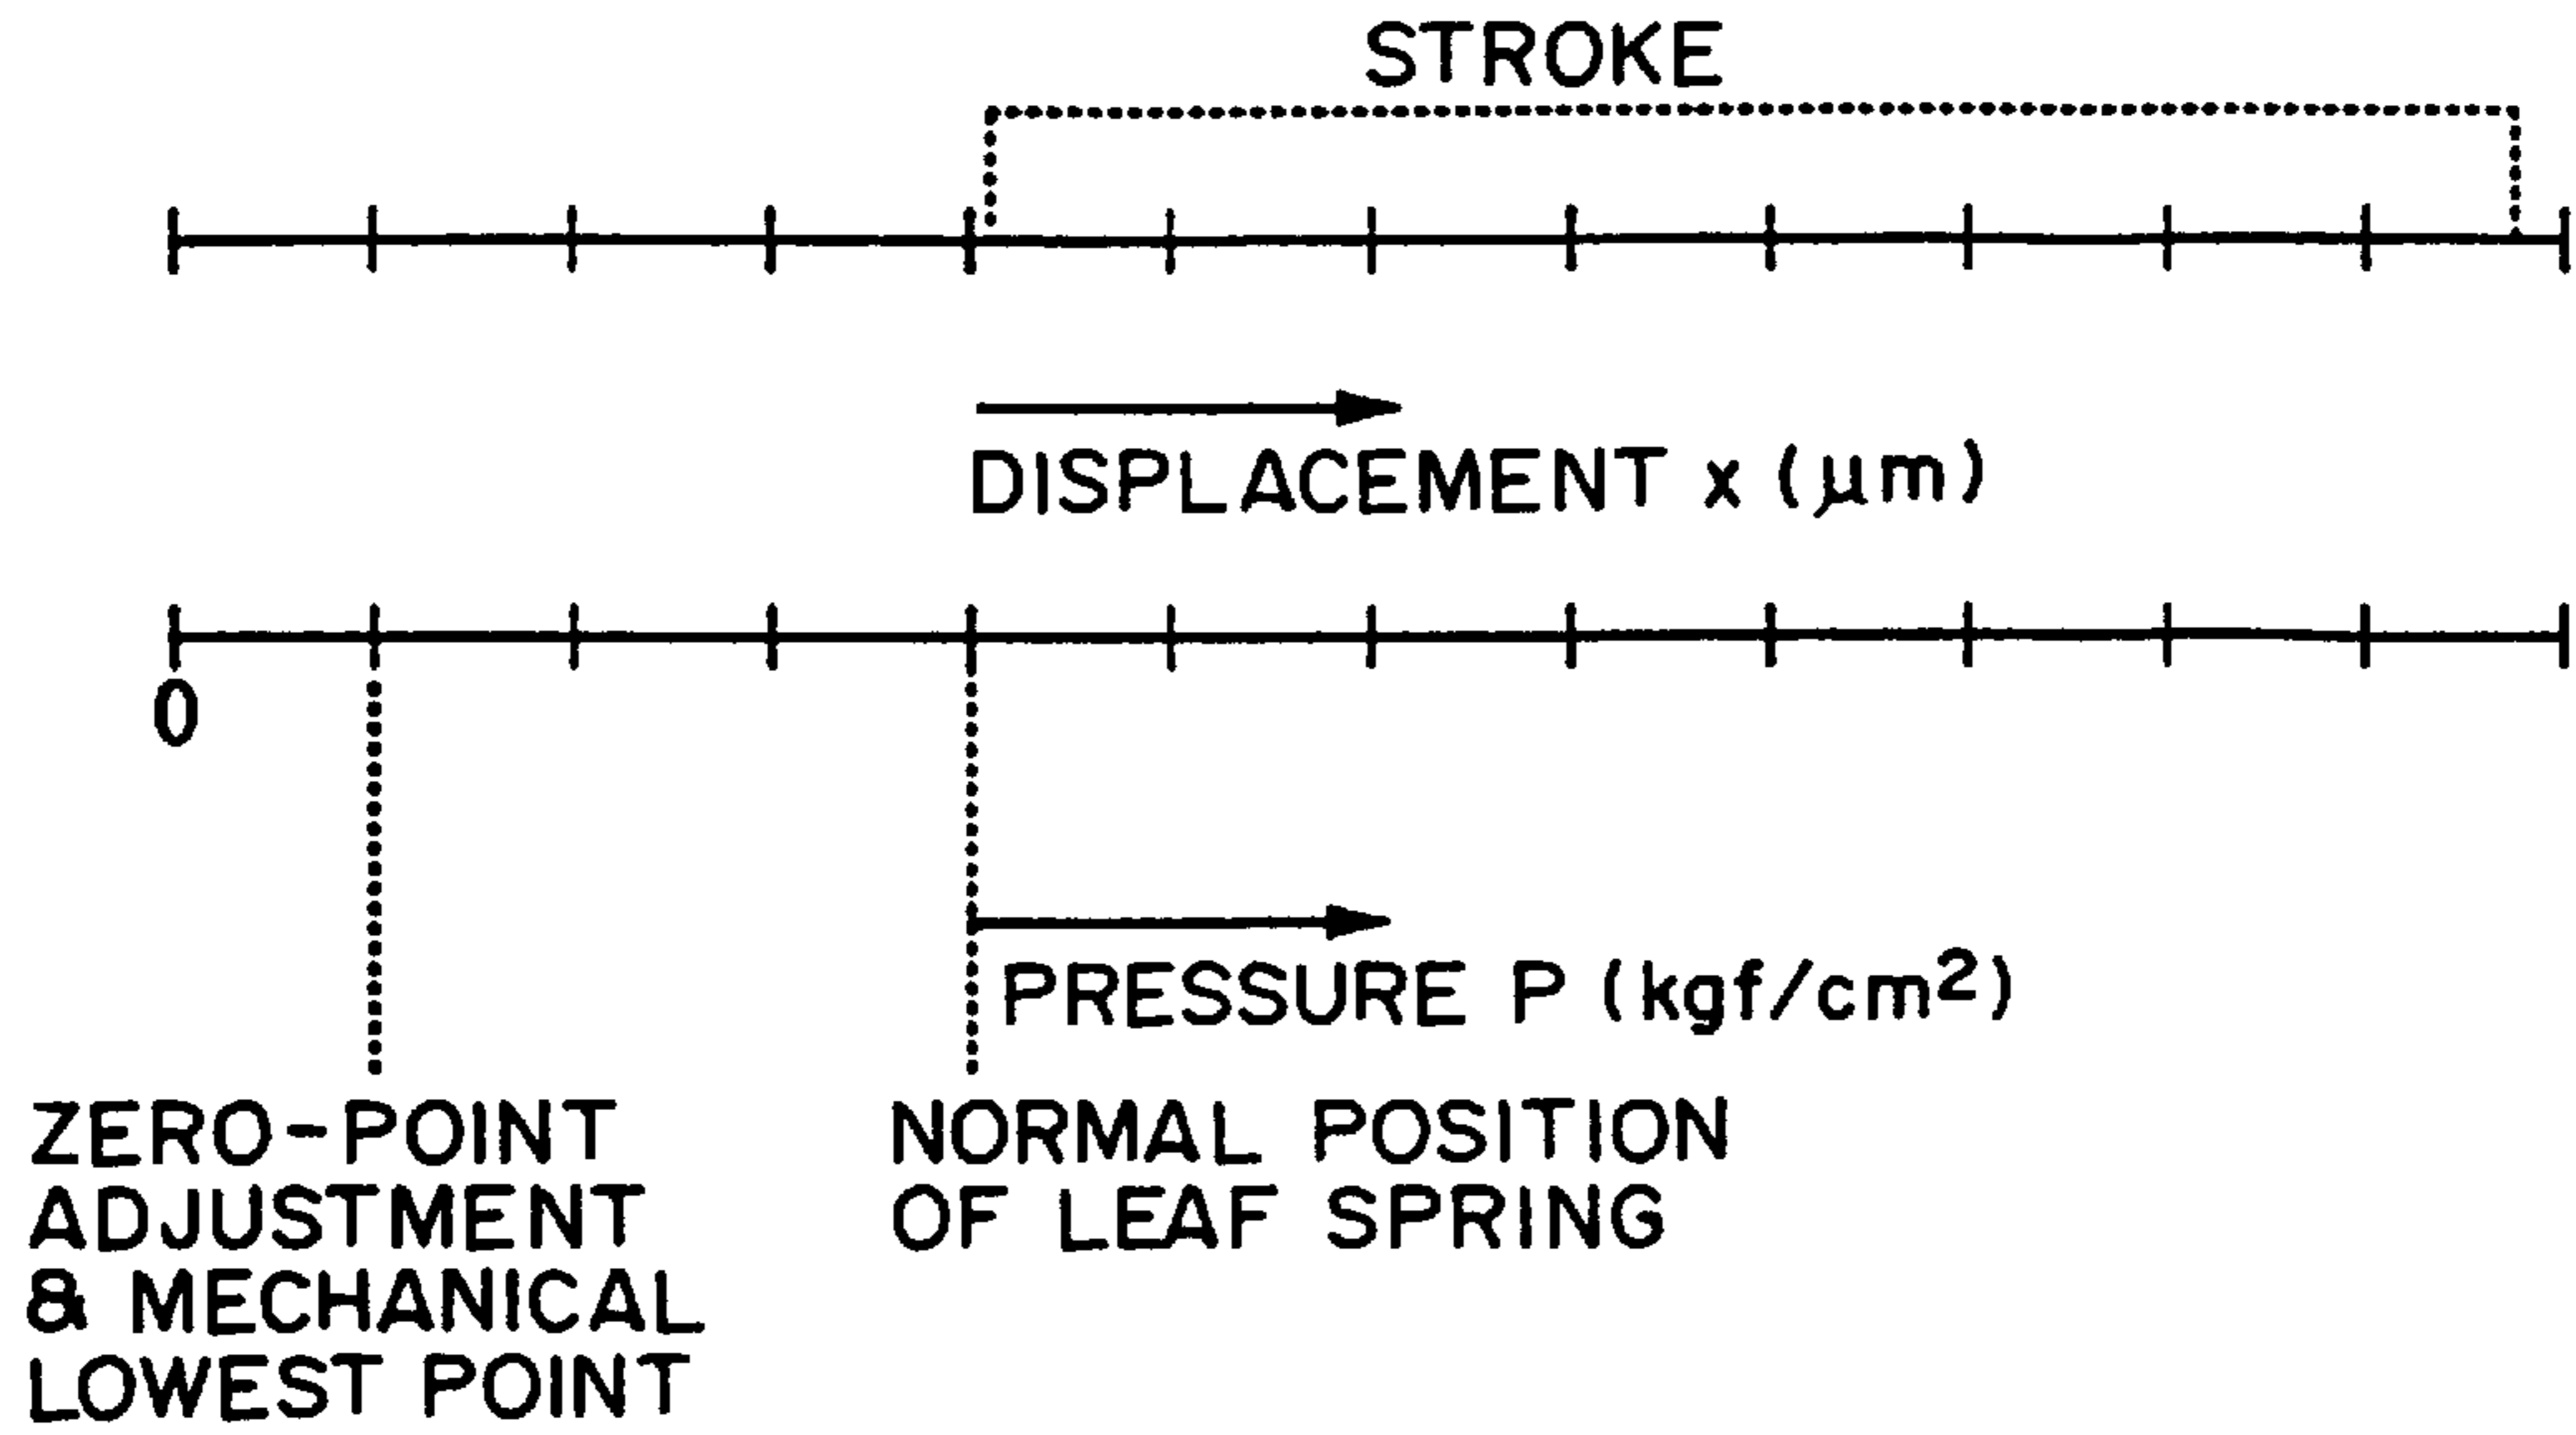 STROKE
DISPLACEMENT x (μm)
0
PRESSURE P (kgf/cm²)
ZERO-POINT
ADJUSTMENT
& MECHANICAL
LOWEST POINT
NORMAL POSITION
OF LEAF SPRING